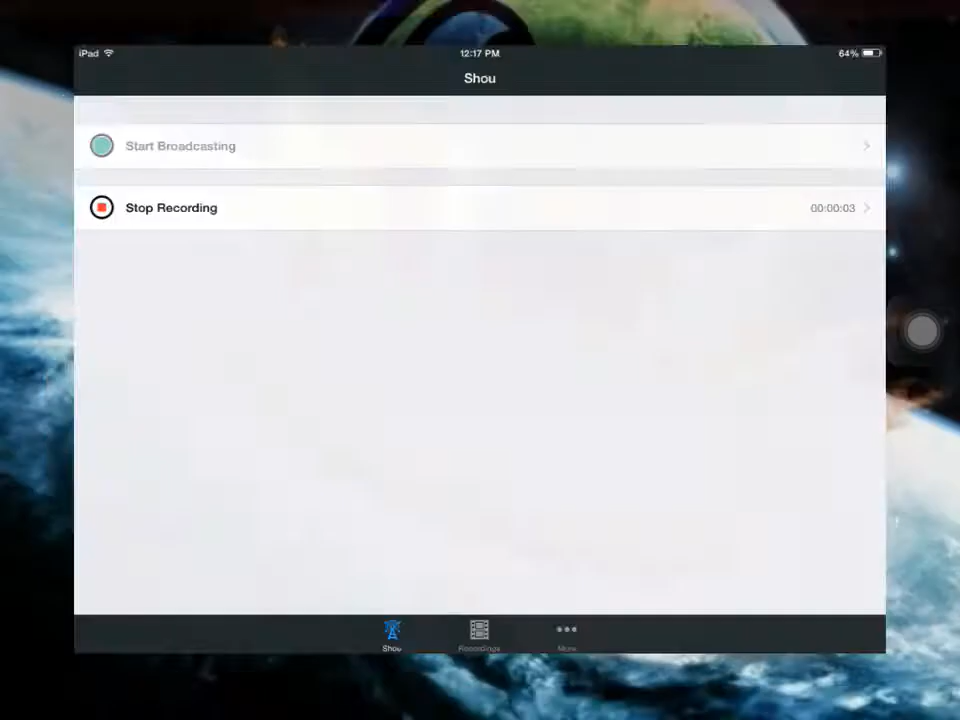 iPad 12:17 PM 64%
Shou
Start Broadcasting
Stop Recording 00:00:03
Shou Recordings More